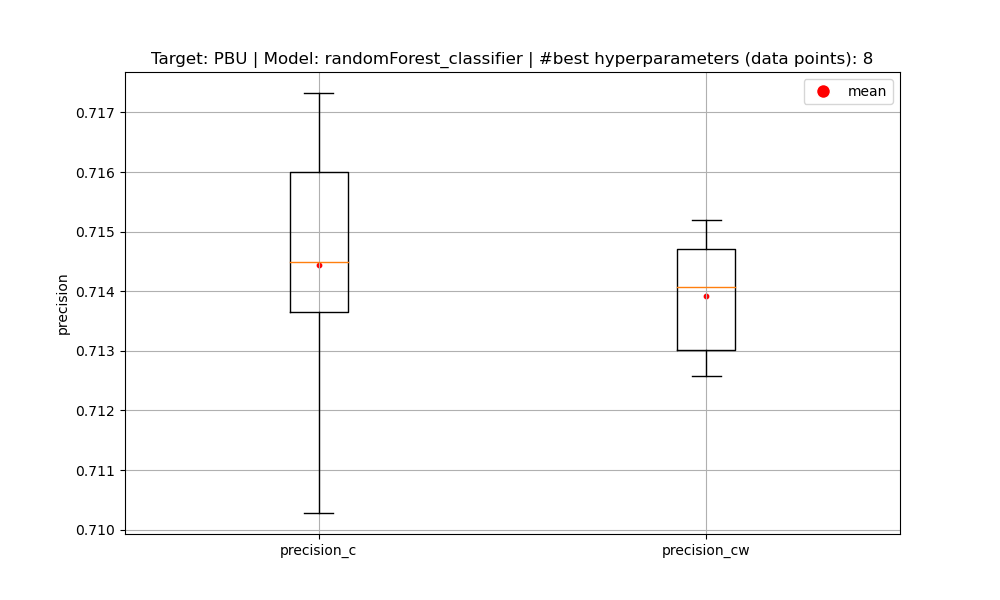 Target: PBU | Model: randomForest_classifier | #best hyperparameters (data points): 8
mean
0.717
0.716
0.715
0.714
0.713
0.712
0.711
0.710
precision
precision_c
precision_cw